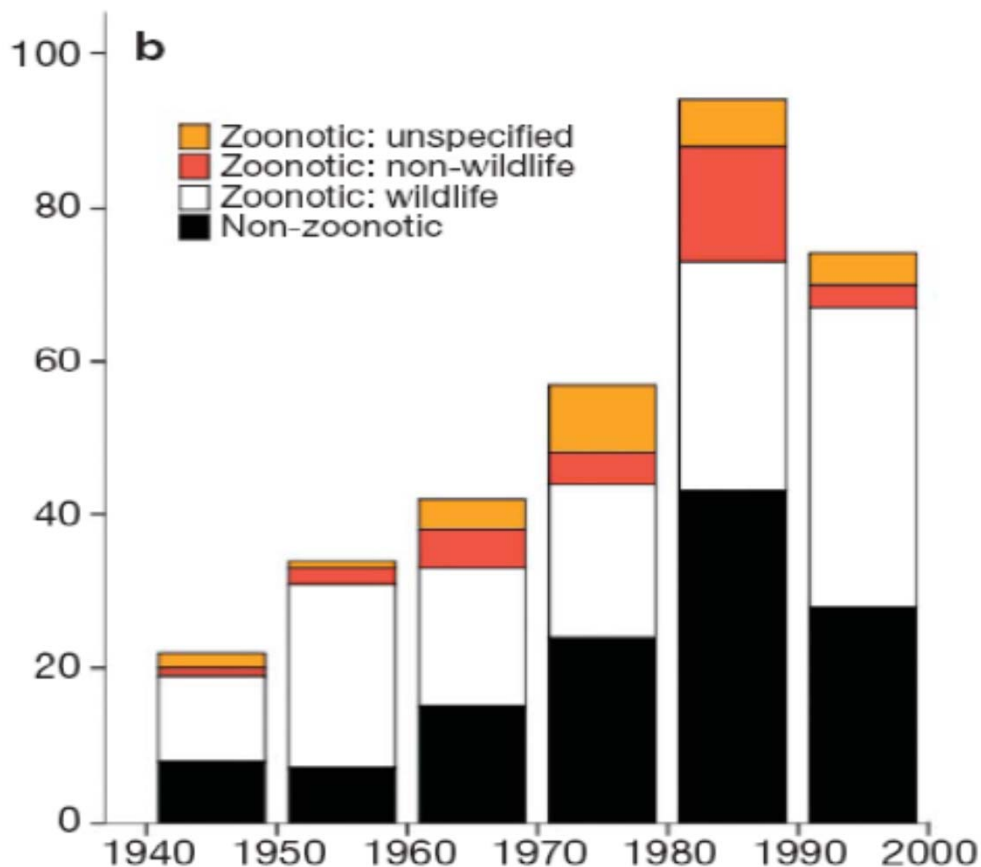 b
Zoonotic: unspecified
Zoonotic: non-wildlife
Zoonotic: wildlife
Non-zoonotic
100
80
60
40
20
0
1940 1950 1960 1970 1980 1990 2000